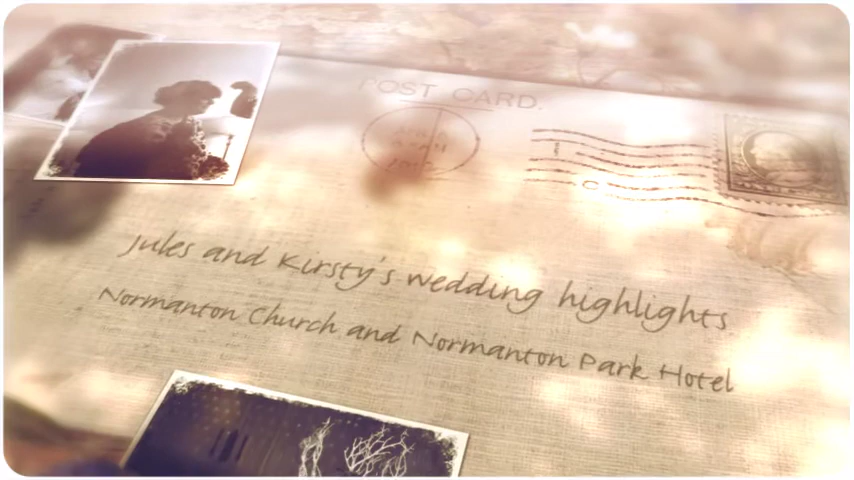 POST CARD.
Jules and Kirsty's wedding highlights
Normanton Church and Normanton Park Hotel